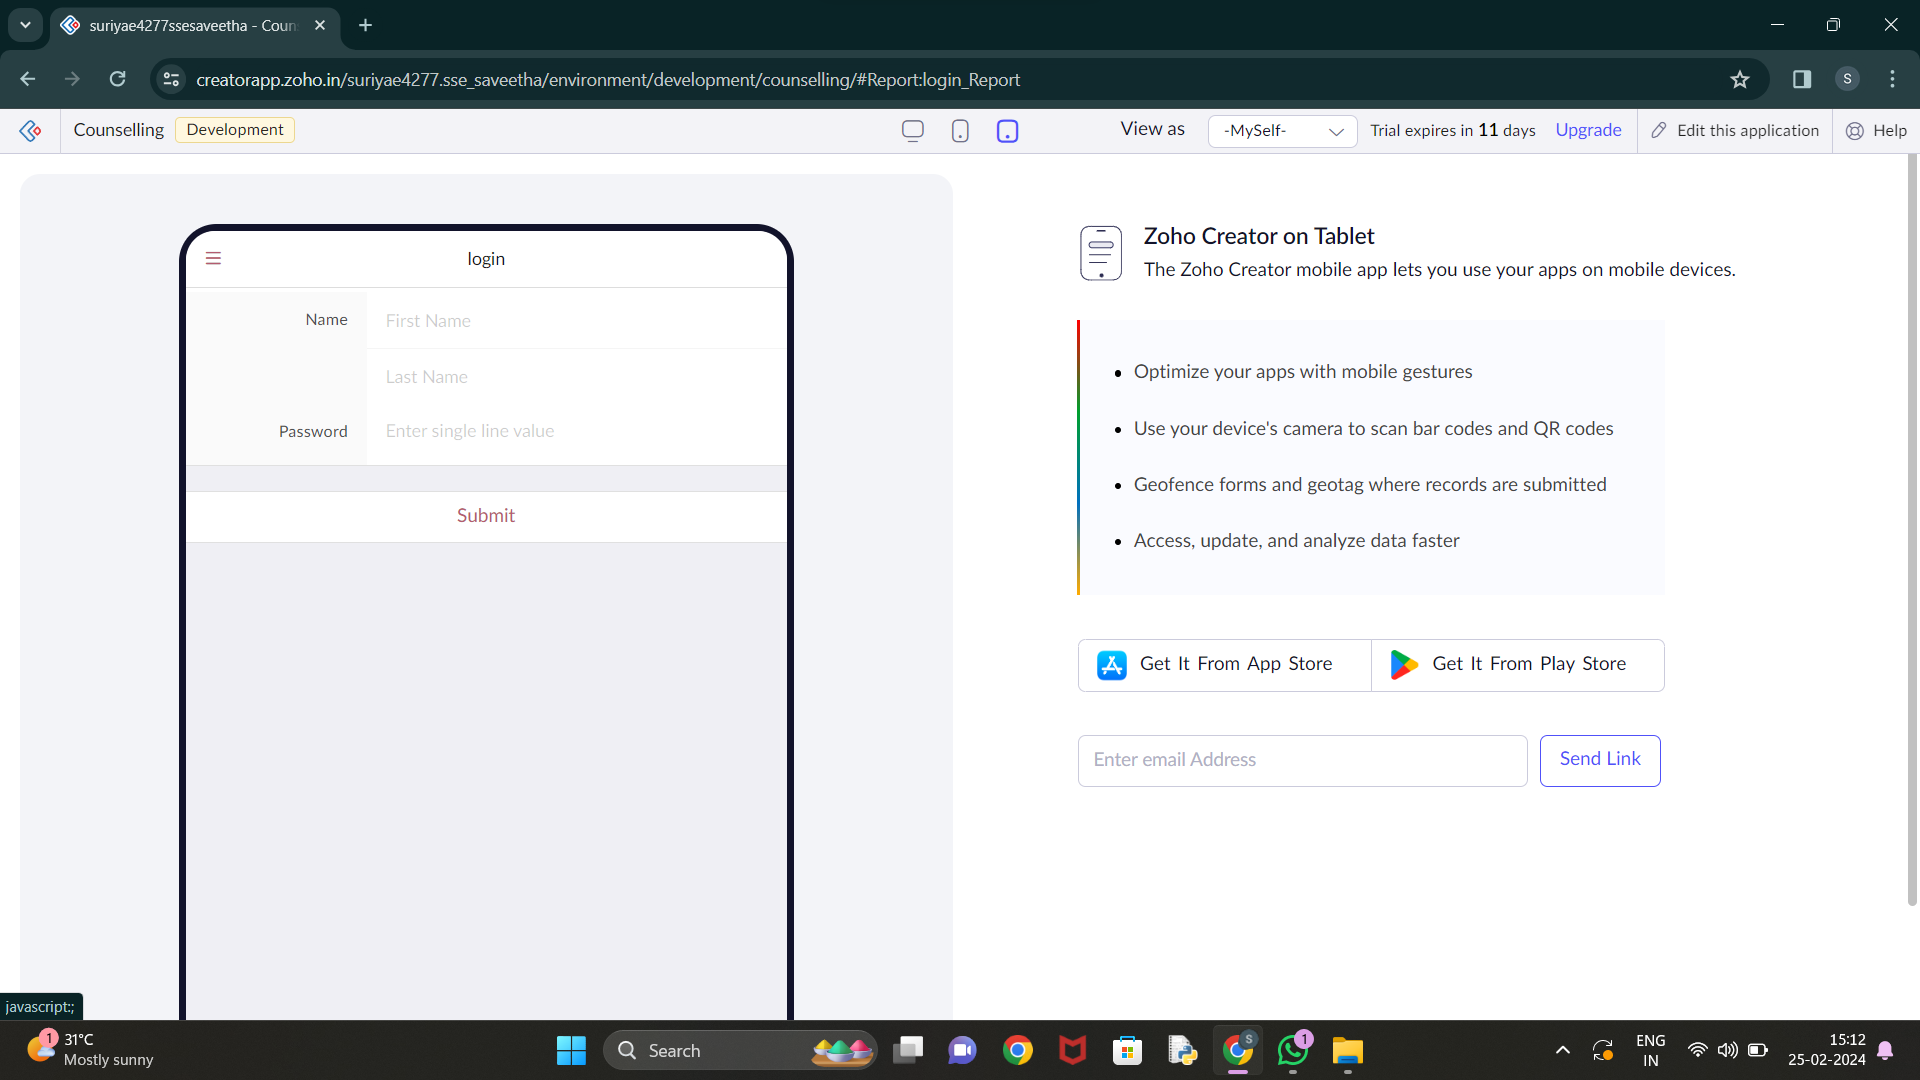 suriyae4277ssesaveetha - Coun
creatorapp.zoho.in/suriyae4277.sse_saveetha/environment/development/counselling/#Report:login_Report
S
Counselling Development View as -MySelf- Trial expires in 11 days Upgrade Edit this application Help
login
Name First Name
Last Name
Password Enter single line value
Submit
Zoho Creator on Tablet
The Zoho Creator mobile app lets you use your apps on mobile devices.
• Optimize your apps with mobile gestures
• Use your device's camera to scan bar codes and QR codes
• Geofence forms and geotag where records are submitted
• Access, update, and analyze data faster
Get It From App Store Get It From Play Store
Enter email Address Send Link
javascript:;
1 31°C
Mostly sunny
Search
S
1
ENG
IN
15:12
25-02-2024